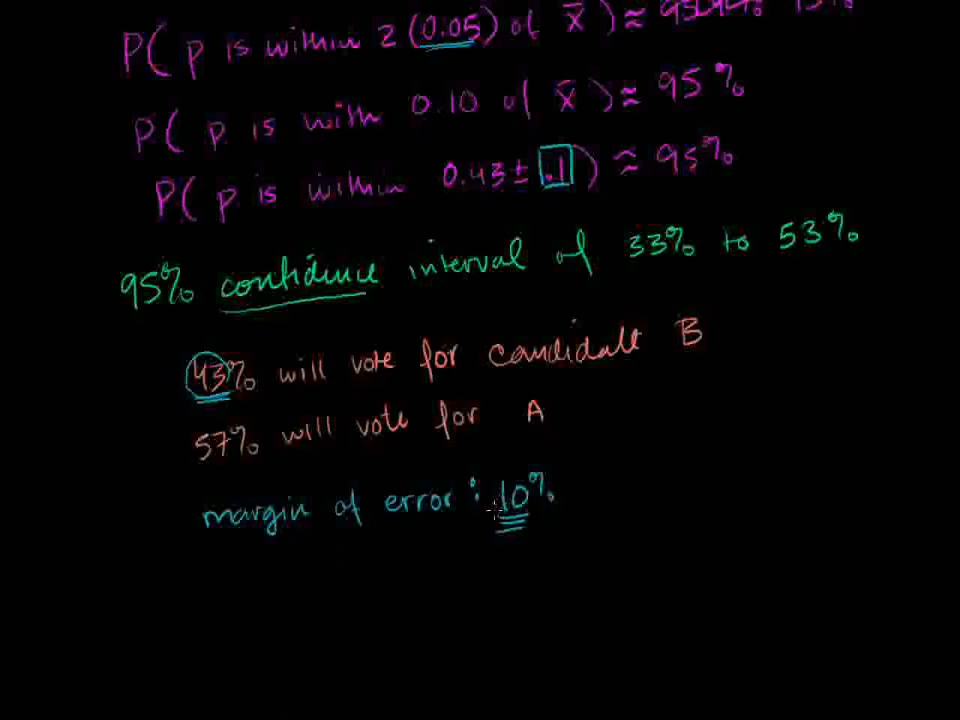 P( p is within 2 (0.05) of x̄ ) ≈
P( p is with 0.10 of x̄ ) ≈ 95%
P( p is within 0.43 ± .1 ) ≈ 95%
95% confidence interval of 33% to 53%
43% will vote for candidate B
57% will vote for A
margin of error : 10%